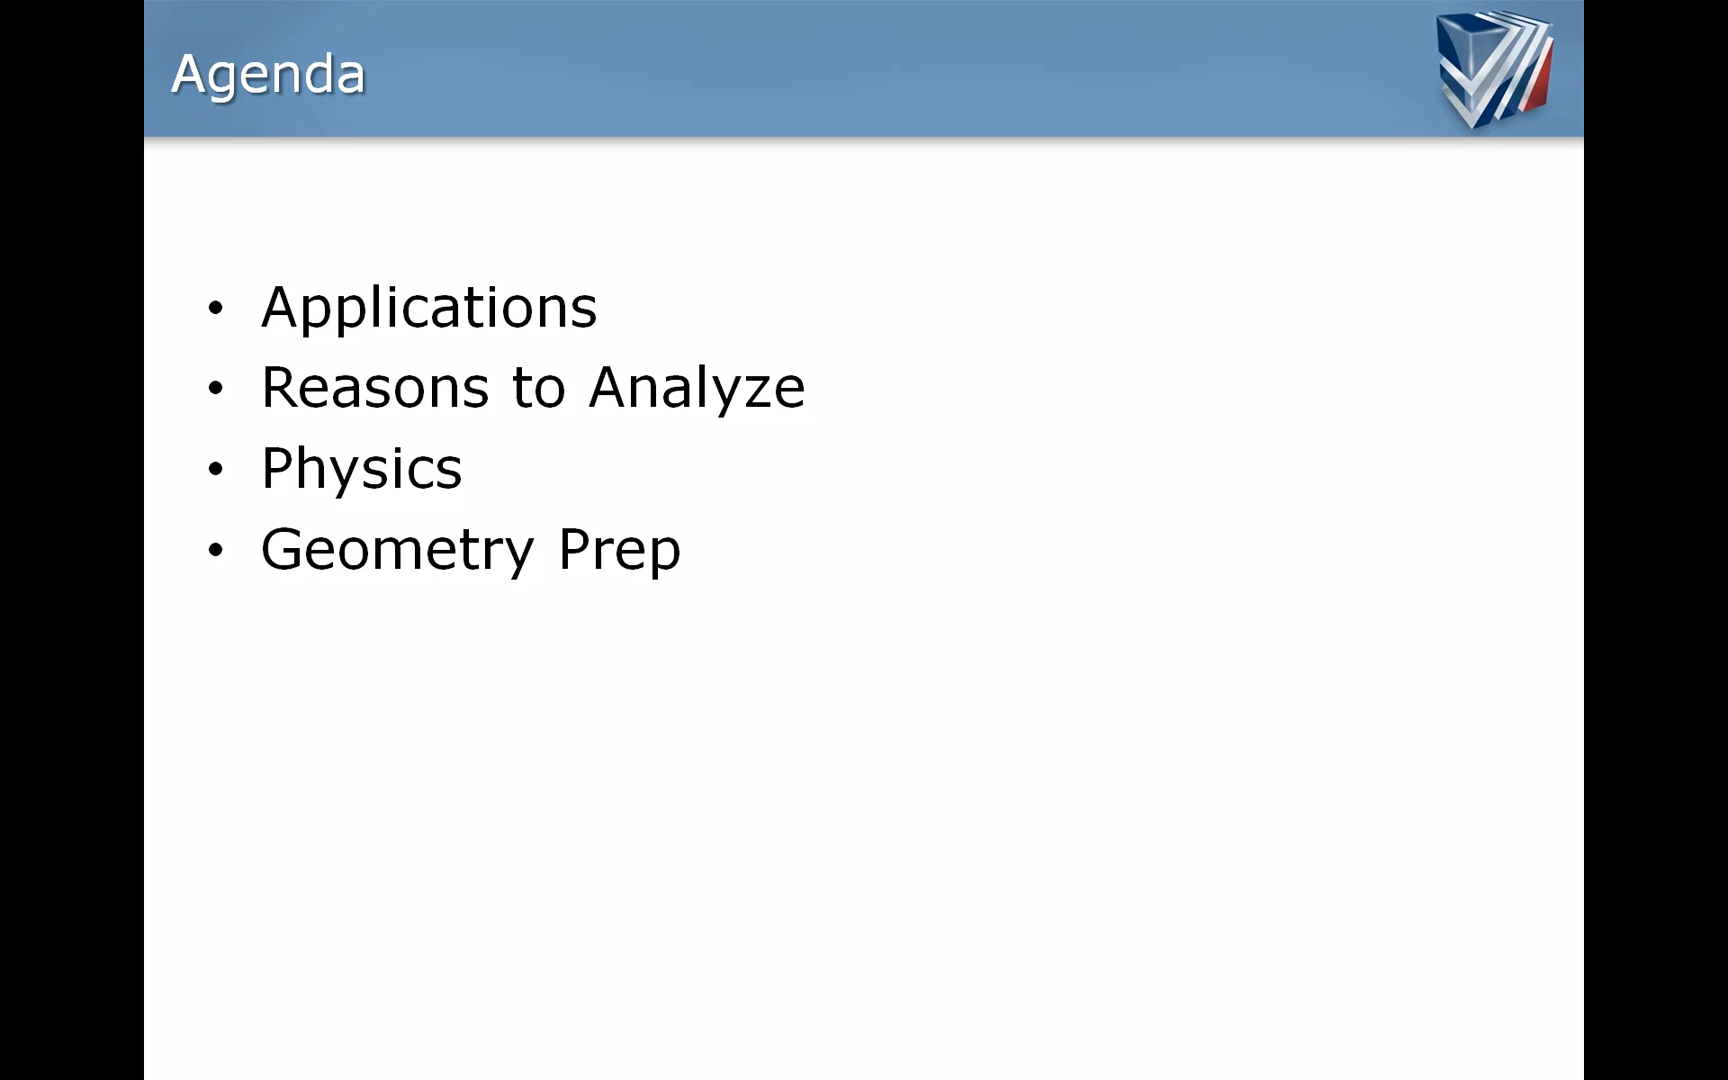 Agenda
• Applications
• Reasons to Analyze
• Physics
• Geometry Prep